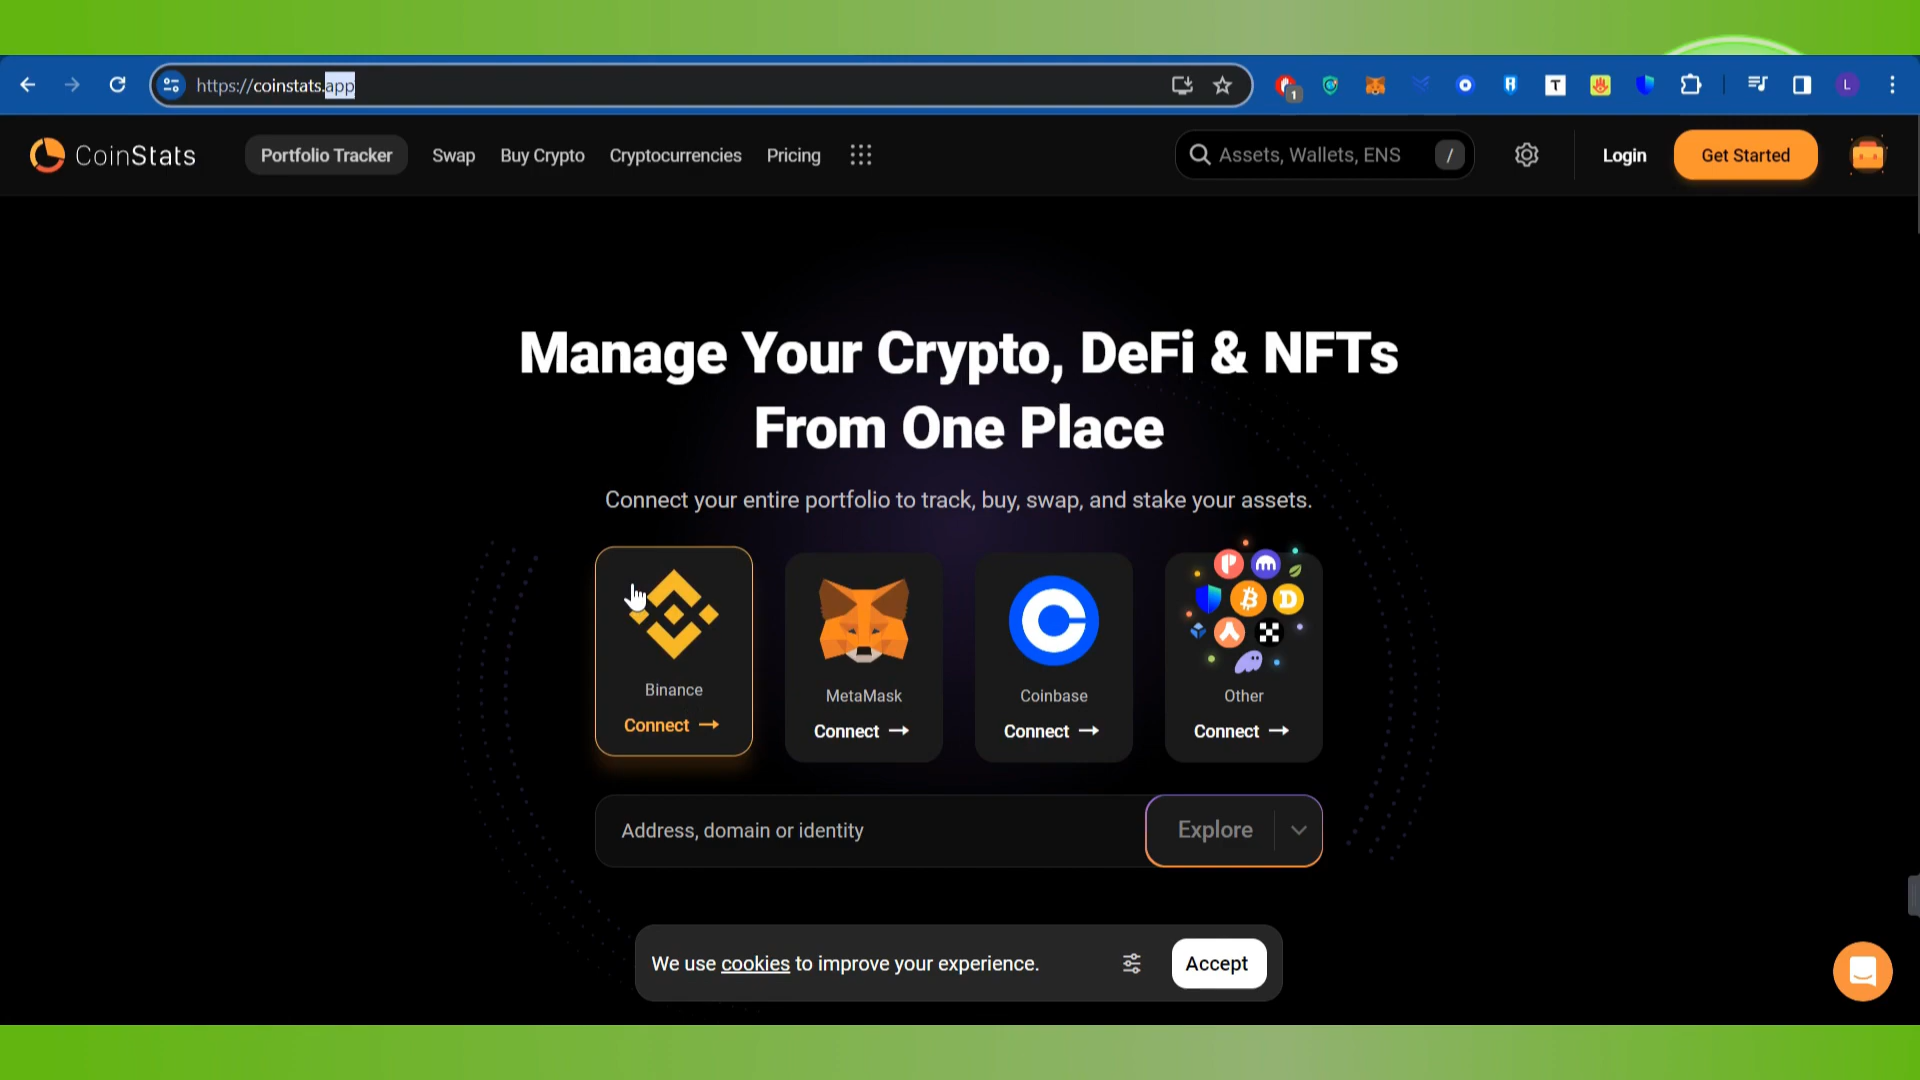 https://coinstats.app
1
T
L
CoinStats
Portfolio Tracker
Swap
Buy Crypto
Cryptocurrencies
Pricing
Assets, Wallets, ENS
/
Login
Get Started
Manage Your Crypto, DeFi & NFTs
From One Place
Connect your entire portfolio to track, buy, swap, and stake your assets.
Binance
Connect →
MetaMask
Connect →
Coinbase
Connect →
Other
Connect →
Address, domain or identity
Explore
We use cookies to improve your experience.
Accept